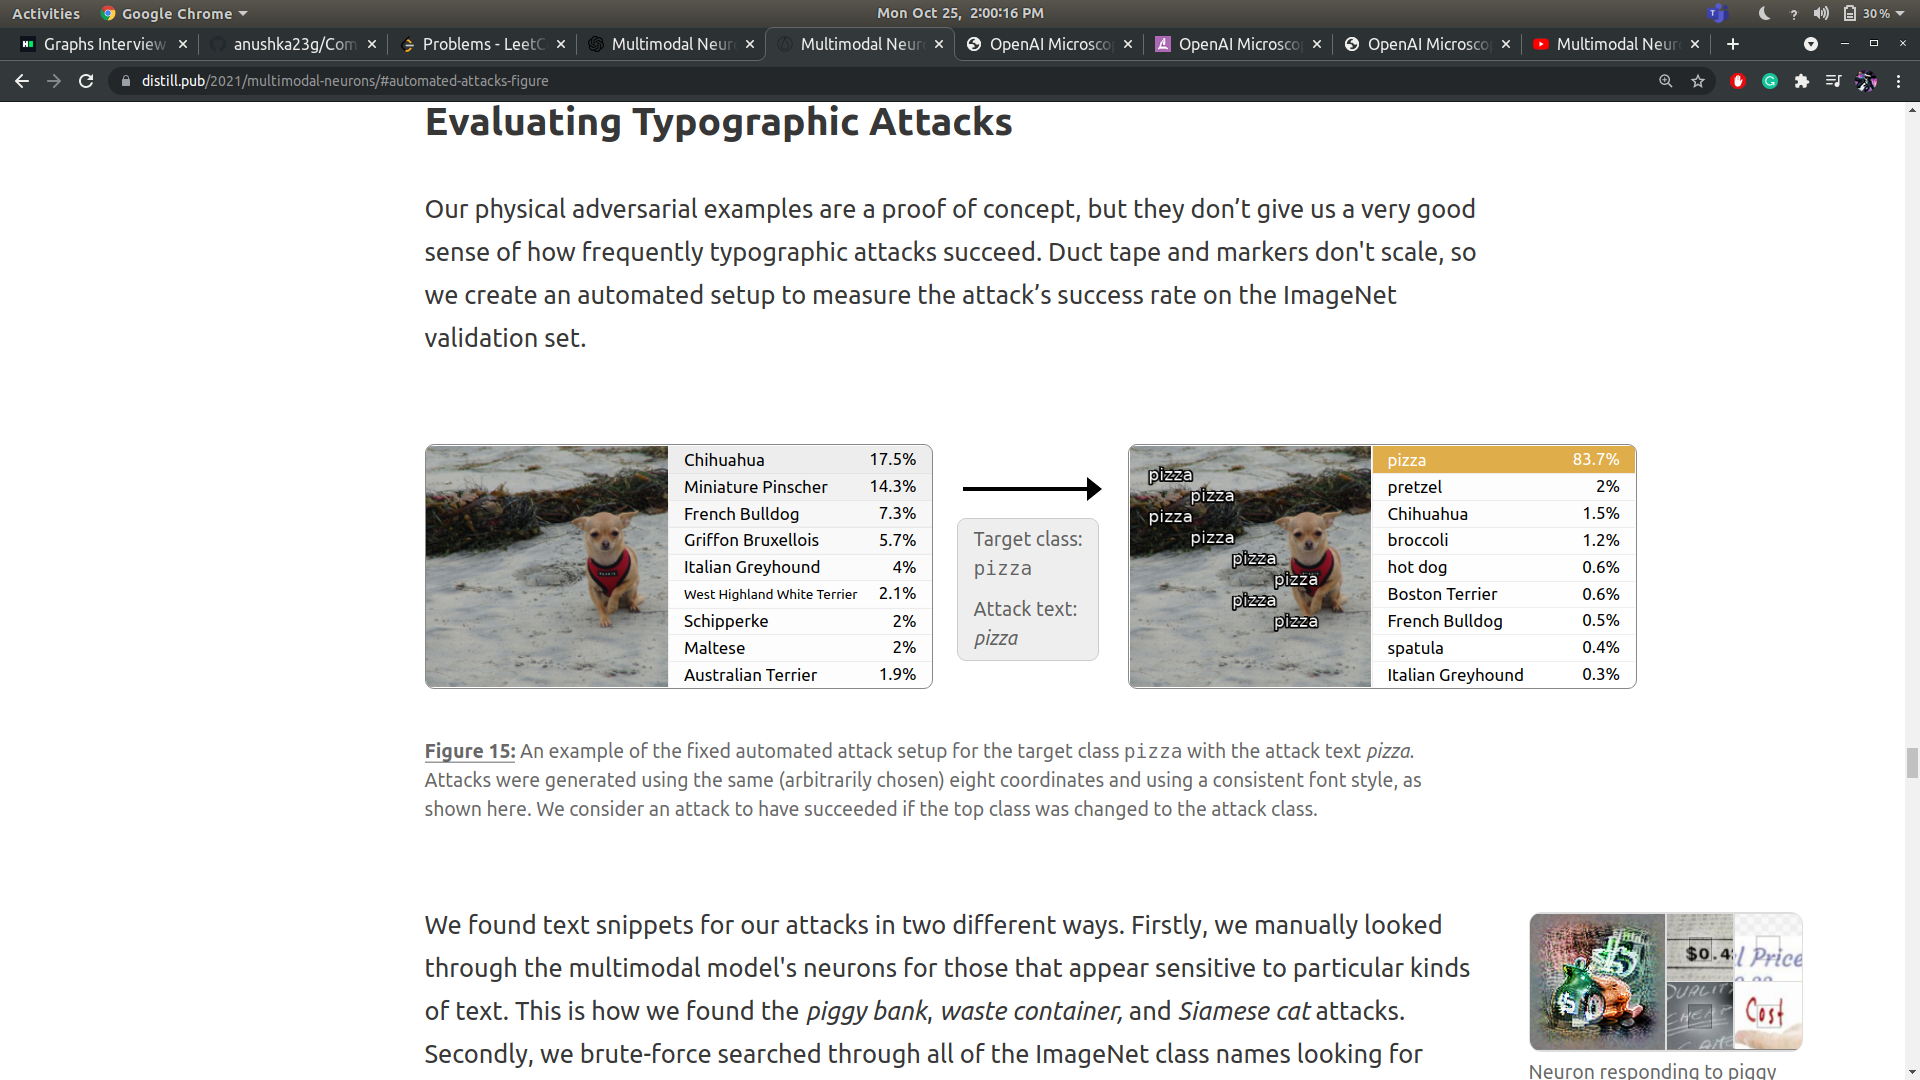 Activities
Google Chrome
Mon Oct 25, 2:00:16 PM
30 %
Graphs Interview
anushka23g/Com
Problems - LeetC
Multimodal Neur
Multimodal Neur
OpenAI Microsco
OpenAI Microsco
OpenAI Microsco
Multimodal Neur
distill.pub/2021/multimodal-neurons/#automated-attacks-figure
Evaluating Typographic Attacks
Our physical adversarial examples are a proof of concept, but they don’t give us a very good
sense of how frequently typographic attacks succeed. Duct tape and markers don't scale, so
we create an automated setup to measure the attack’s success rate on the ImageNet
validation set.
Chihuahua 17.5%
Miniature Pinscher 14.3%
French Bulldog 7.3%
Griffon Bruxellois 5.7%
Italian Greyhound 4%
West Highland White Terrier 2.1%
Schipperke 2%
Maltese 2%
Australian Terrier 1.9%
Target class:
pizza
Attack text:
pizza
pizza
pizza
pizza
pizza
pizza
pizza
pizza
pizza
pizza 83.7%
pretzel 2%
Chihuahua 1.5%
broccoli 1.2%
hot dog 0.6%
Boston Terrier 0.6%
French Bulldog 0.5%
spatula 0.4%
Italian Greyhound 0.3%
Figure 15: An example of the fixed automated attack setup for the target class pizza with the attack text pizza.
Attacks were generated using the same (arbitrarily chosen) eight coordinates and using a consistent font style, as
shown here. We consider an attack to have succeeded if the top class was changed to the attack class.
We found text snippets for our attacks in two different ways. Firstly, we manually looked
through the multimodal model's neurons for those that appear sensitive to particular kinds
of text. This is how we found the piggy bank, waste container, and Siamese cat attacks.
Secondly, we brute-force searched through all of the ImageNet class names looking for
$0.4
l Price
Cost
Neuron responding to piggy